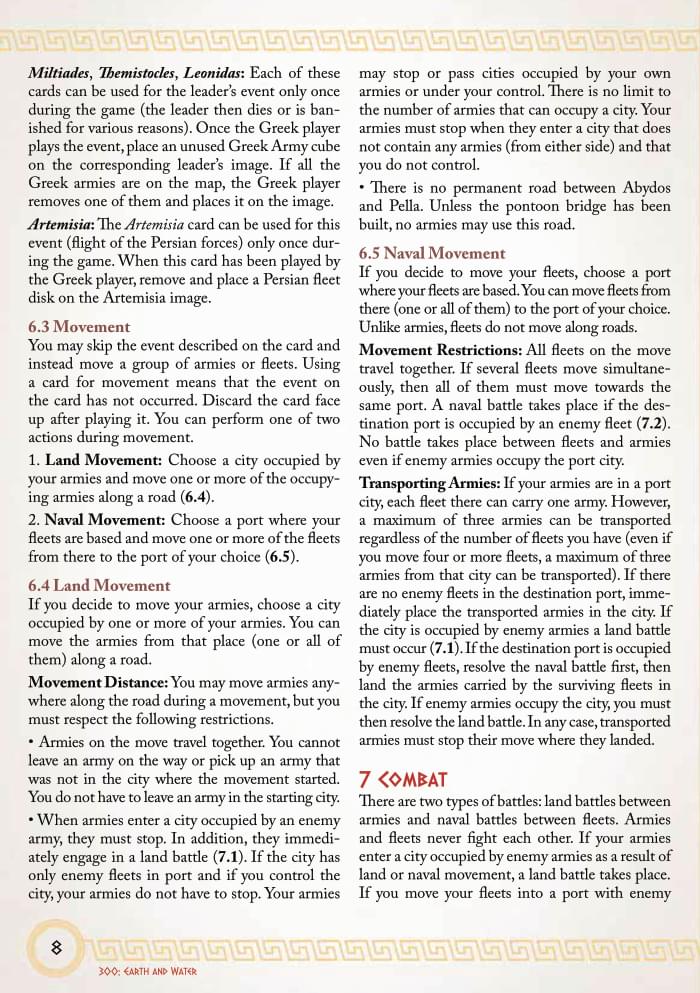 Miltiades, Themistocles, Leonidas: Each of these
cards can be used for the leader's event only once
during the game (the leader then dies or is ban-
ished for various reasons). Once the Greek player
plays the event, place an unused Greek Army cube
on the corresponding leader's image. If all the
Greek armies are on the map, the Greek player
removes one of them and places it on the image.
Artemisia: The Artemisia card can be used for this
event (flight of the Persian forces) only once dur-
ing the game. When this card has been played by
the Greek player, remove and place a Persian fleet
disk on the Artemisia image.
6.3 Movement
You may skip the event described on the card and
instead move a group of armies or fleets. Using
a card for movement means that the event on
the card has not occurred. Discard the card face
up after playing it. You can perform one of two
actions during movement.
1. Land Movement: Choose a city occupied by
your armies and move one or more of the occupy-
ing armies along a road (6.4).
2. Naval Movement: Choose a port where your
fleets are based and move one or more of the fleets
from there to the port of your choice (6.5).
6.4 Land Movement
If you decide to move your armies, choose a city
occupied by one or more of your armies. You can
move the armies from that place (one or all of
them) along a road.
Movement Distance: You may move armies any-
where along the road during a movement, but you
must respect the following restrictions.
• Armies on the move travel together. You cannot
leave an army on the way or pick up an army that
was not in the city where the movement started.
You do not have to leave an army in the starting city.
• When armies enter a city occupied by an enemy
army, they must stop. In addition, they immedi-
ately engage in a land battle (7.1). If the city has
only enemy fleets in port and if you control the
city, your armies do not have to stop. Your armies
may stop or pass cities occupied by your own
armies or under your control. There is no limit to
the number of armies that can occupy a city. Your
armies must stop when they enter a city that does
not contain any armies (from either side) and that
you do not control.
• There is no permanent road between Abydos
and Pella. Unless the pontoon bridge has been
built, no armies may use this road.
6.5 Naval Movement
If you decide to move your fleets, choose a port
where your fleets are based. You can move fleets from
there (one or all of them) to the port of your choice.
Unlike armies, fleets do not move along roads.
Movement Restrictions: All fleets on the move
travel together. If several fleets move simultane-
ously, then all of them must move towards the
same port. A naval battle takes place if the des-
tination port is occupied by an enemy fleet (7.2).
No battle takes place between fleets and armies
even if enemy armies occupy the port city.
Transporting Armies: If your armies are in a port
city, each fleet there can carry one army. However,
a maximum of three armies can be transported
regardless of the number of fleets you have (even if
you move four or more fleets, a maximum of three
armies from that city can be transported). If there
are no enemy fleets in the destination port, imme-
diately place the transported armies in the city. If
the city is occupied by enemy armies a land battle
must occur (7.1). If the destination port is occupied
by enemy fleets, resolve the naval battle first, then
land the armies carried by the surviving fleets in
the city. If enemy armies occupy the city, you must
then resolve the land battle. In any case, transported
armies must stop their move where they landed.
7 COMBAT
There are two types of battles: land battles between
armies and naval battles between fleets. Armies
and fleets never fight each other. If your armies
enter a city occupied by enemy armies as a result of
land or naval movement, a land battle takes place.
If you move your fleets into a port with enemy
8
300: EARTH AND WATER